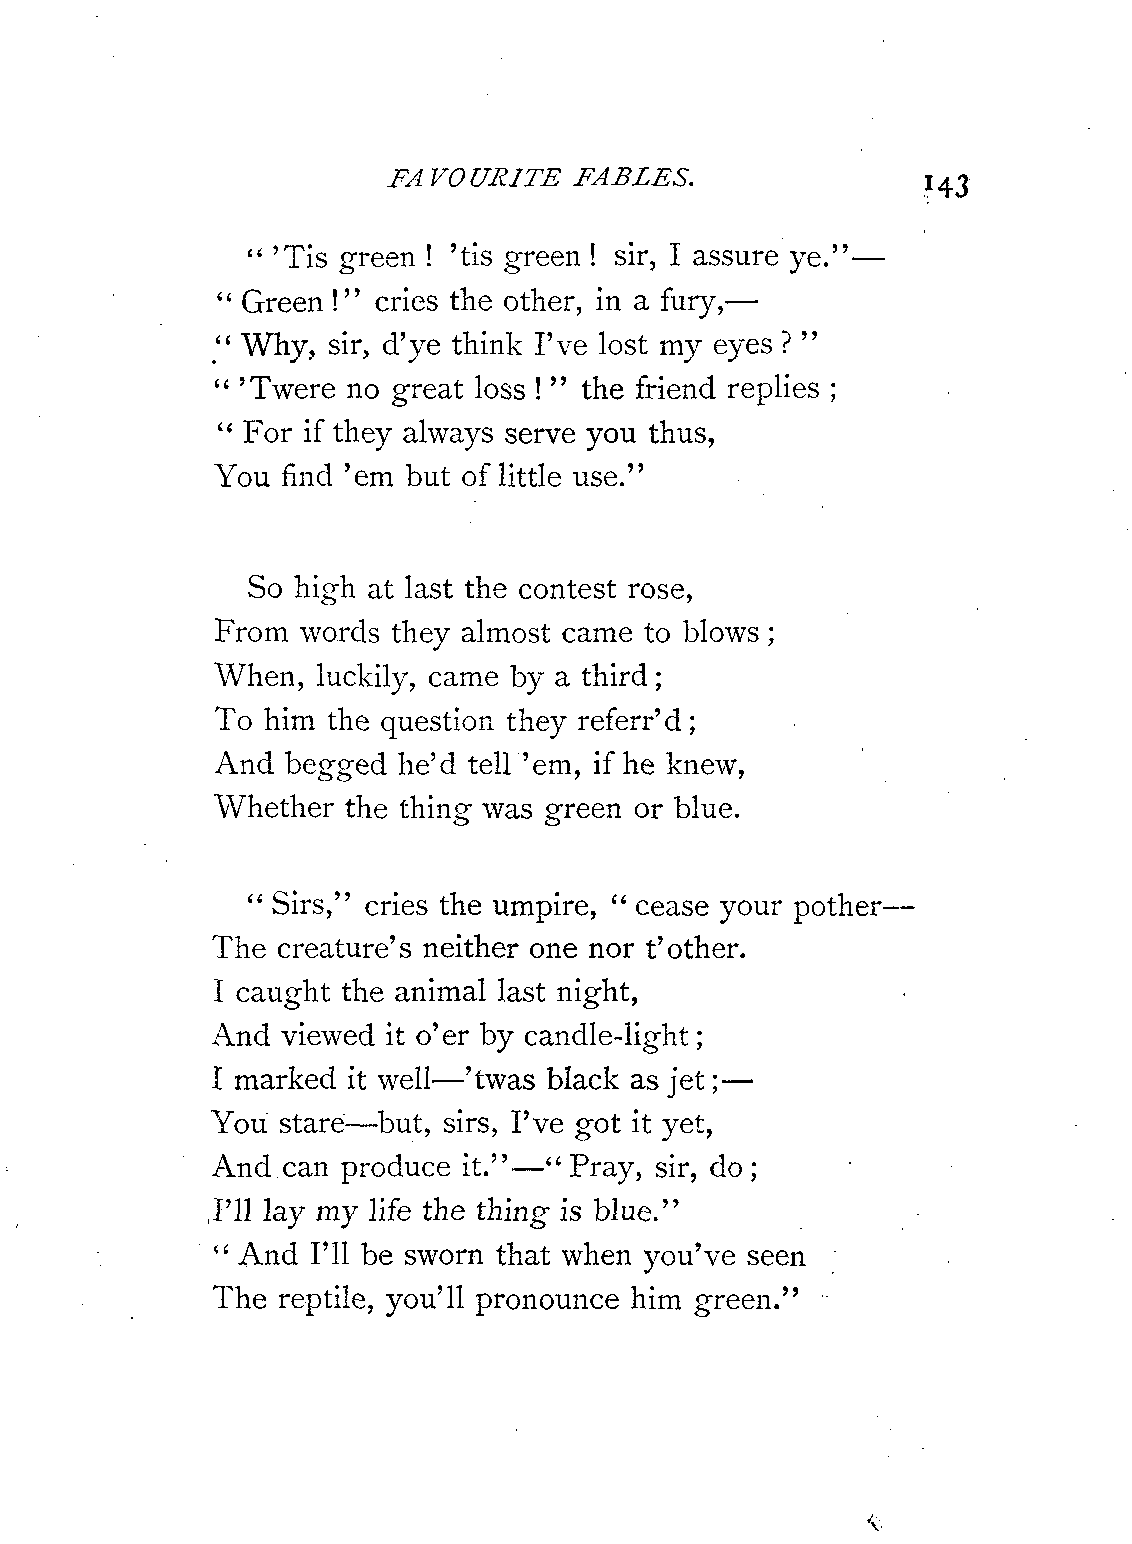 FAVOURITE FABLES. 143
" 'Tis green ! 'tis green ! sir, I assure ye."—
" Green !" cries the other, in a fury,—
" Why, sir, d'ye think I've lost my eyes ? "
" 'Twere no great loss ! " the friend replies ;
" For if they always serve you thus,
You find 'em but of little use."
So high at last the contest rose,
From words they almost came to blows ;
When, luckily, came by a third ;
To him the question they referr'd ;
And begged he'd tell 'em, if he knew,
Whether the thing was green or blue.
" Sirs," cries the umpire, " cease your pother—
The creature's neither one nor t'other.
I caught the animal last night,
And viewed it o'er by candle-light ;
I marked it well—'twas black as jet ;—
You stare—but, sirs, I've got it yet,
And can produce it."—" Pray, sir, do ;
I'll lay my life the thing is blue."
" And I'll be sworn that when you've seen
The reptile, you'll pronounce him green."